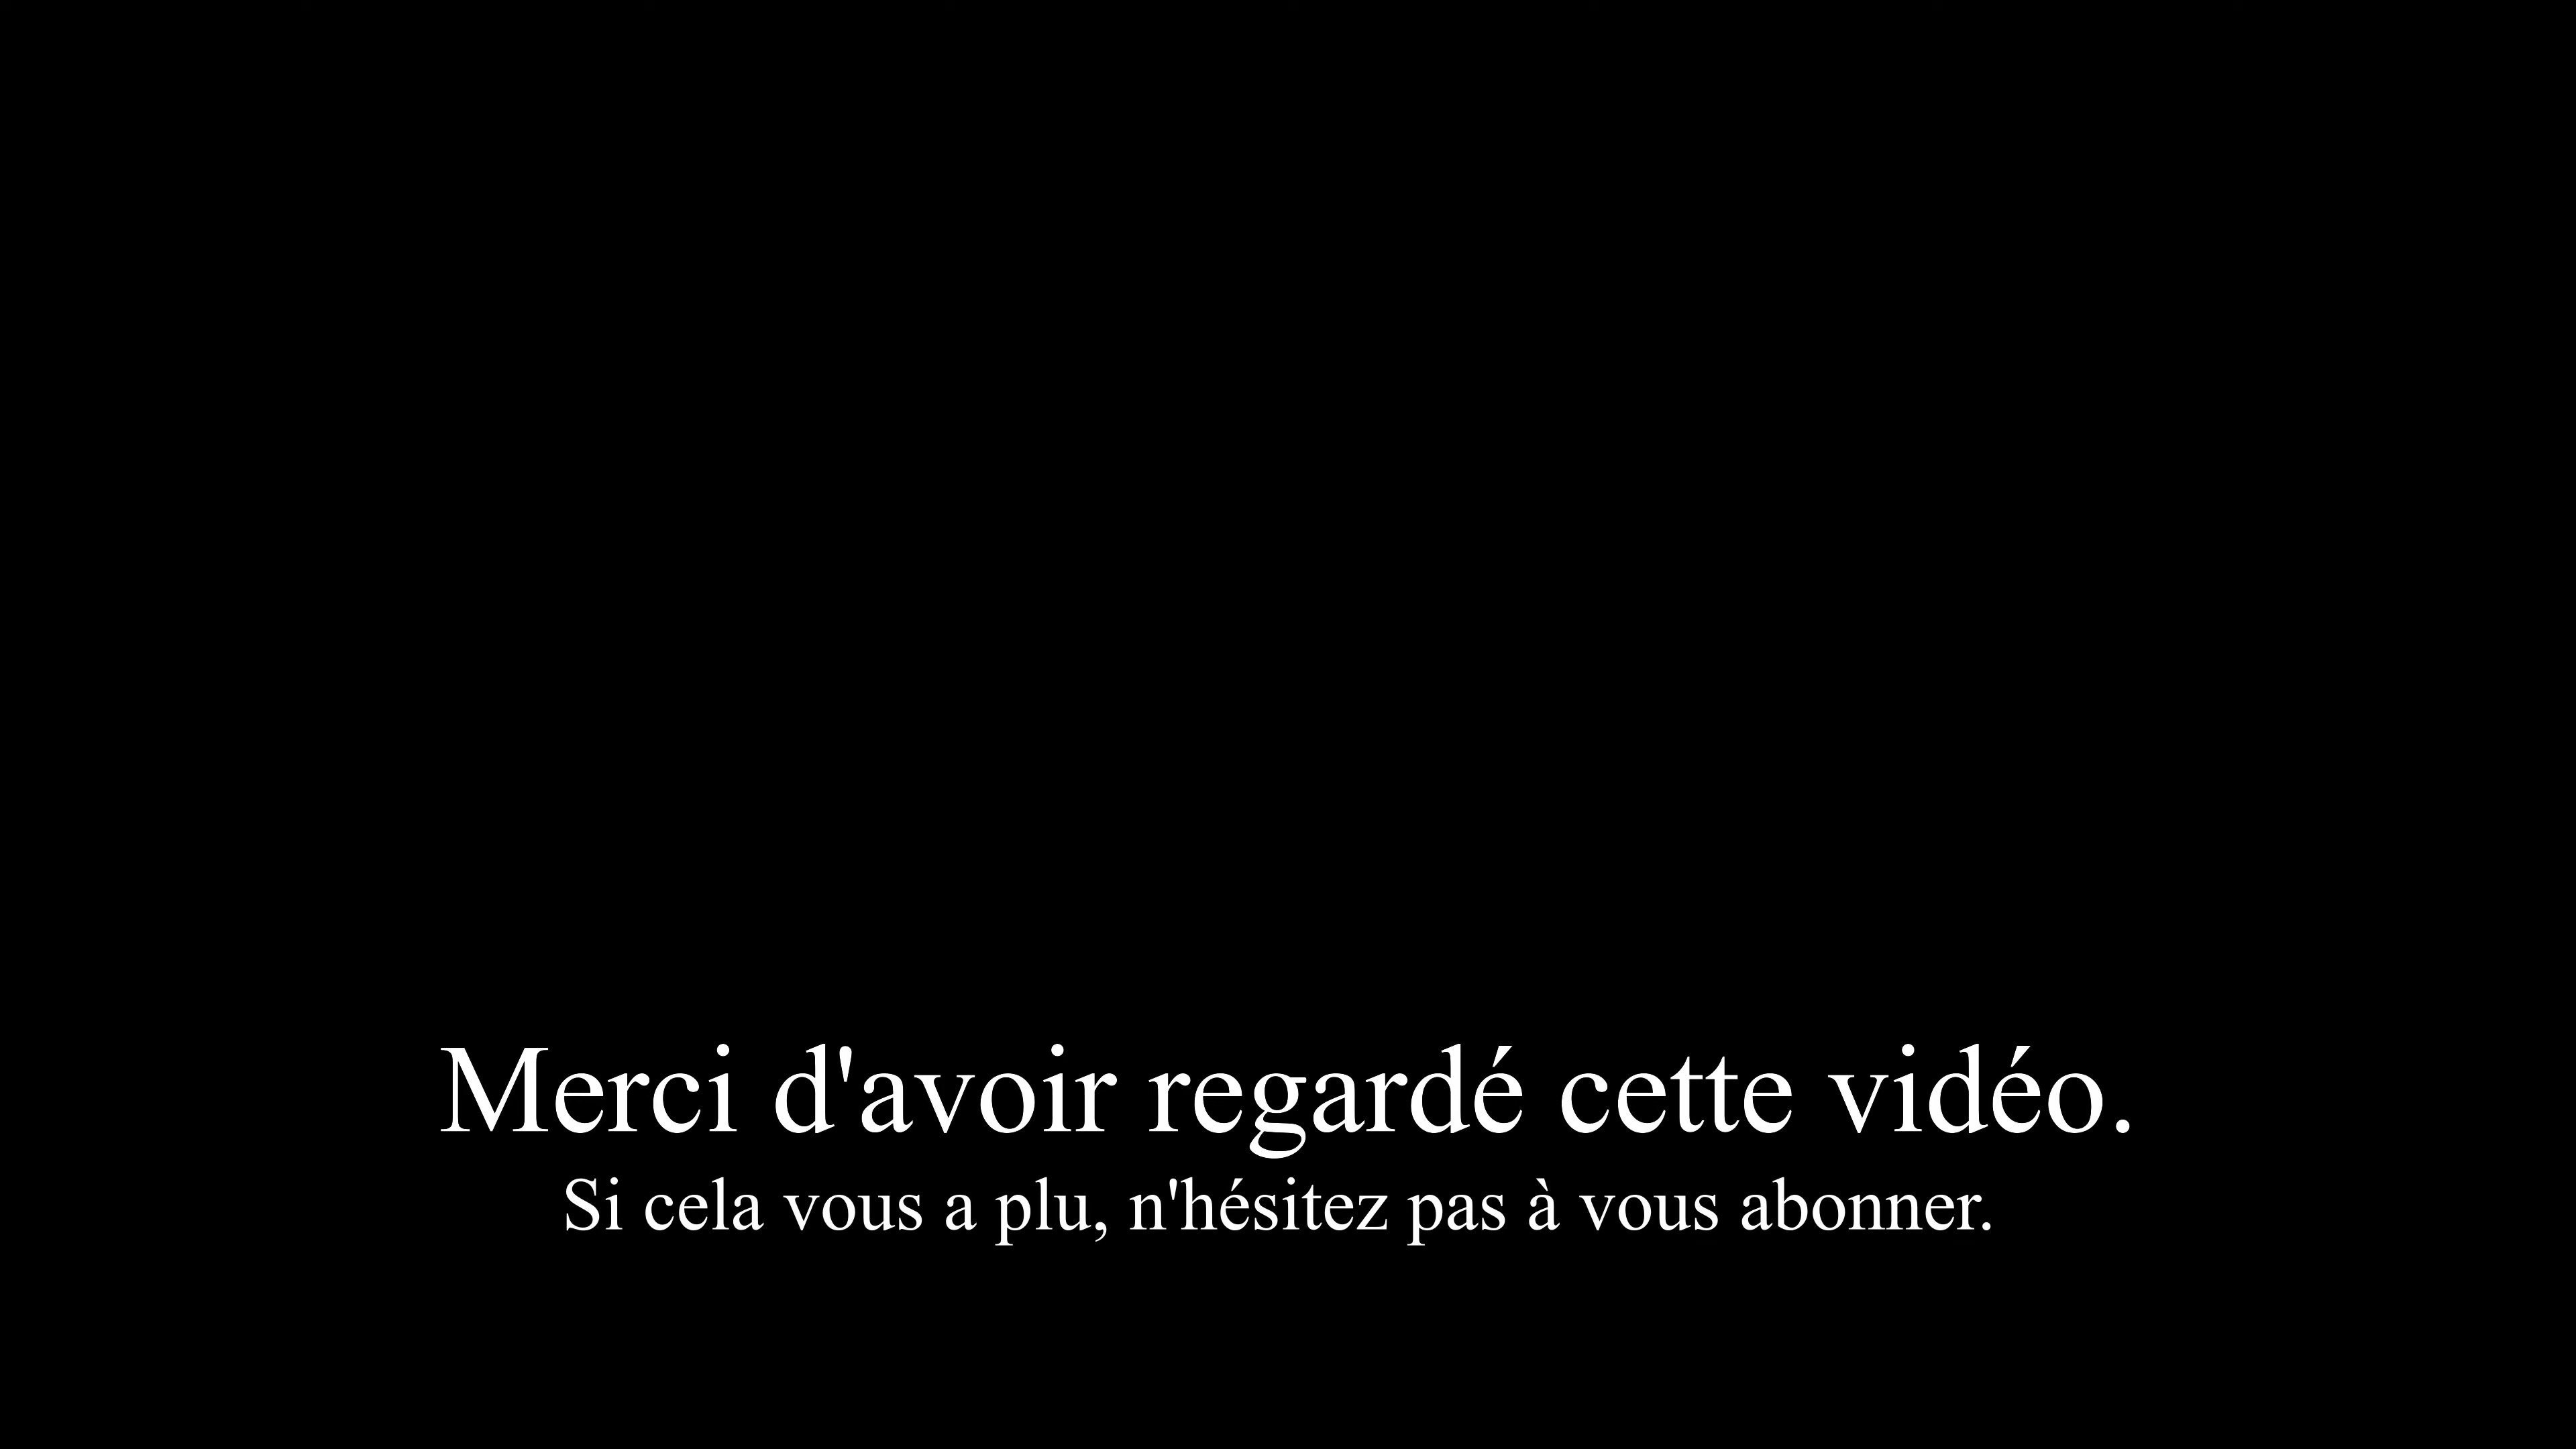 Merci d'avoir regardé cette vidéo.
Si cela vous a plu, n'hésitez pas à vous abonner.